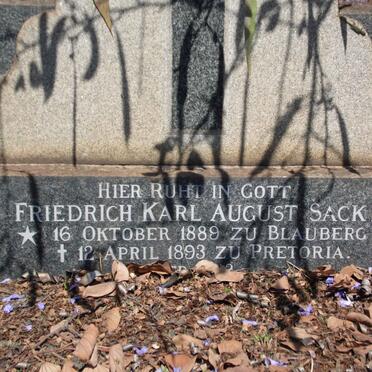 HIER RUHT IN GOTT
FRIEDRICH KARL AUGUST SACK
★ 16 OKTOBER 1889 ZU BLAUBERG
† 12 APRIL 1893 ZU PRETORIA.